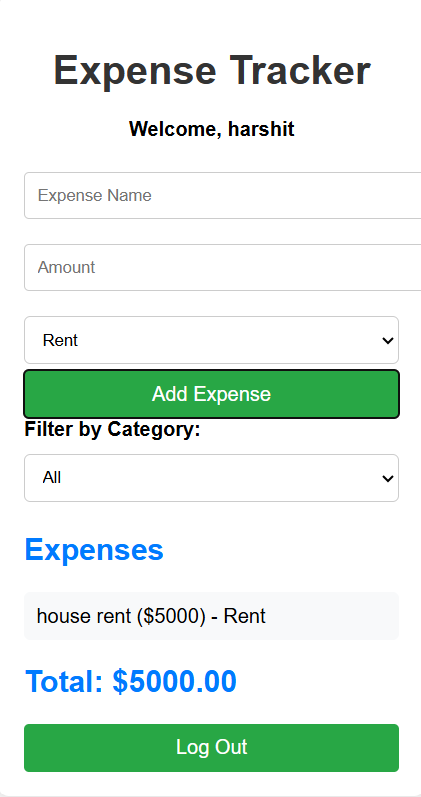 Expense Tracker
Welcome, harshit
Expense Name
Amount
Rent
Add Expense
Filter by Category:
All
Expenses
house rent ($5000) - Rent
Total: $5000.00
Log Out